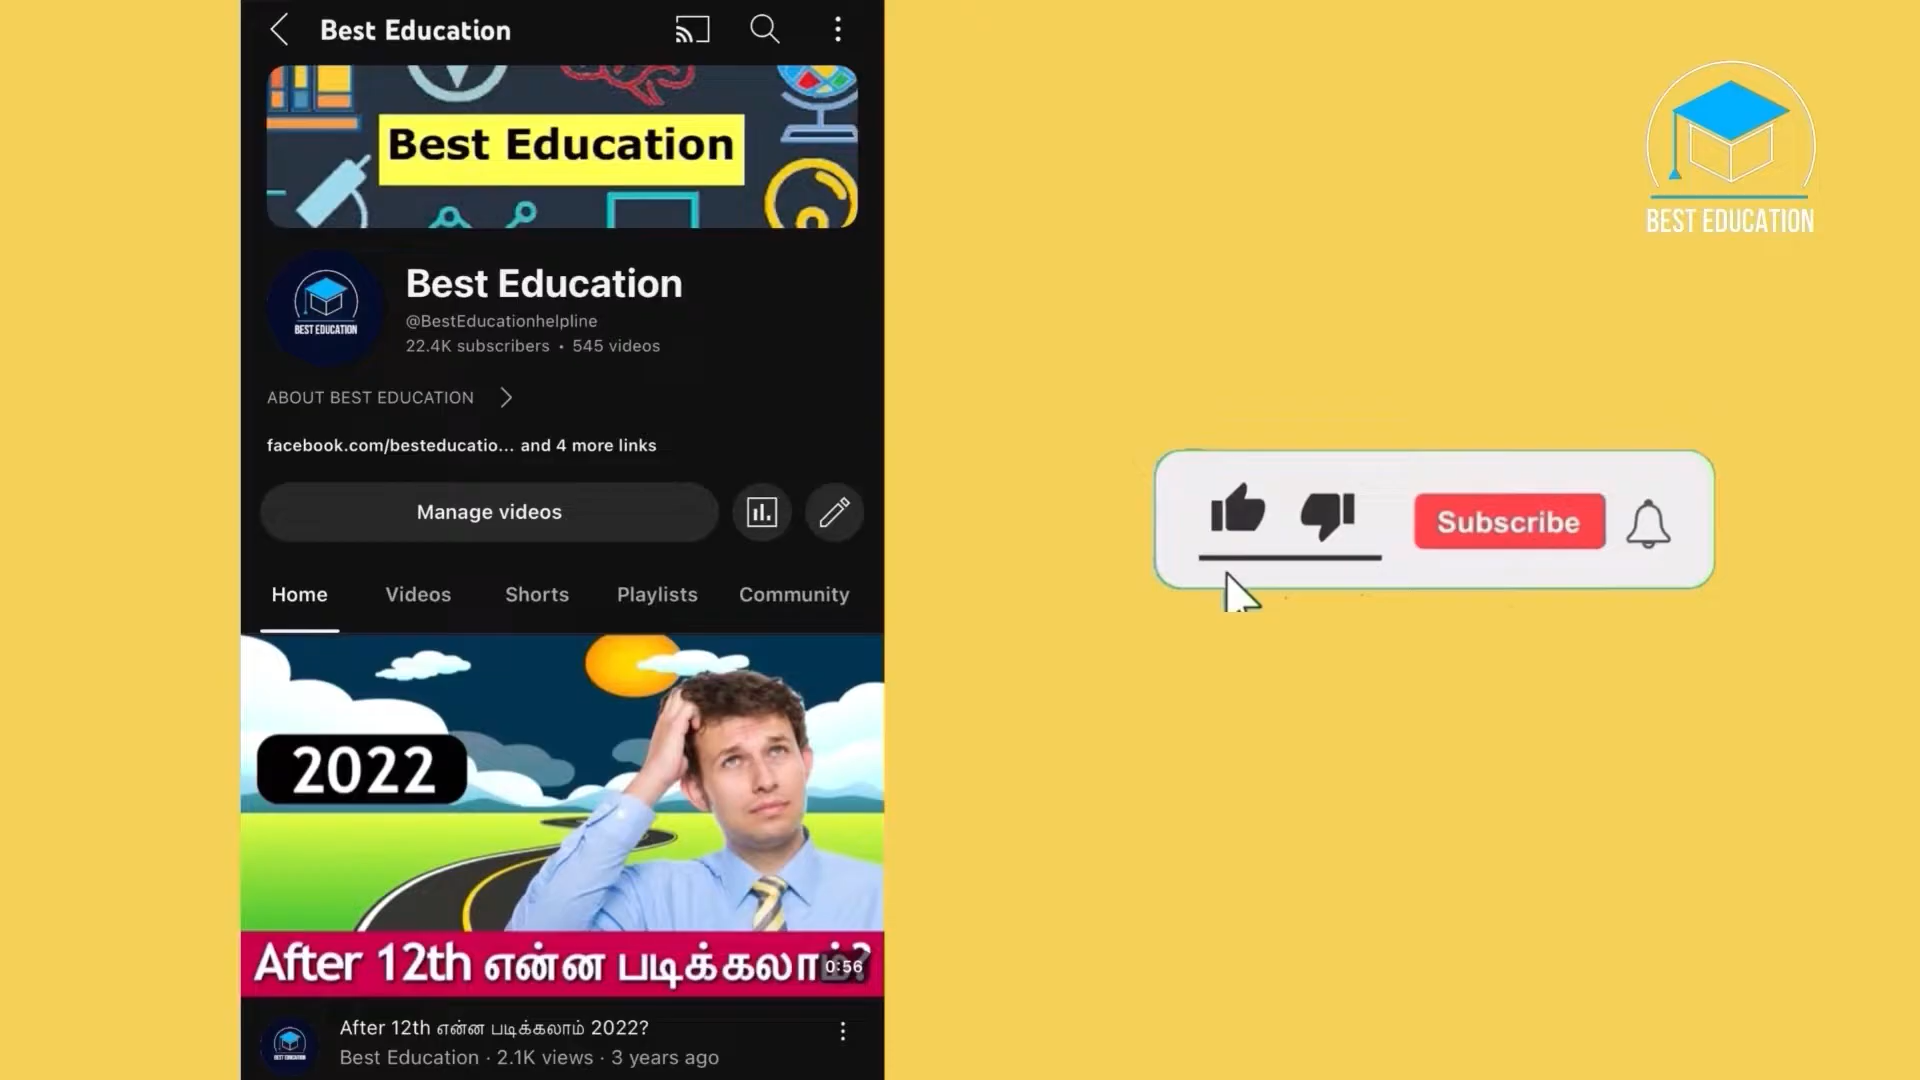 Best Education
Best Education
BEST EDUCATION
Best Education
@BestEducationhelpline
22.4K subscribers • 545 videos
ABOUT BEST EDUCATION
facebook.com/besteducatio... and 4 more links
Manage videos
Home Videos Shorts Playlists Community
2022
After 12th என்ன படிக்கலாம்?
0:56
After 12th என்ன படிக்கலாம் 2022?
Best Education · 2.1K views · 3 years ago
BEST EDUCATION
BEST EDUCATION
Subscribe